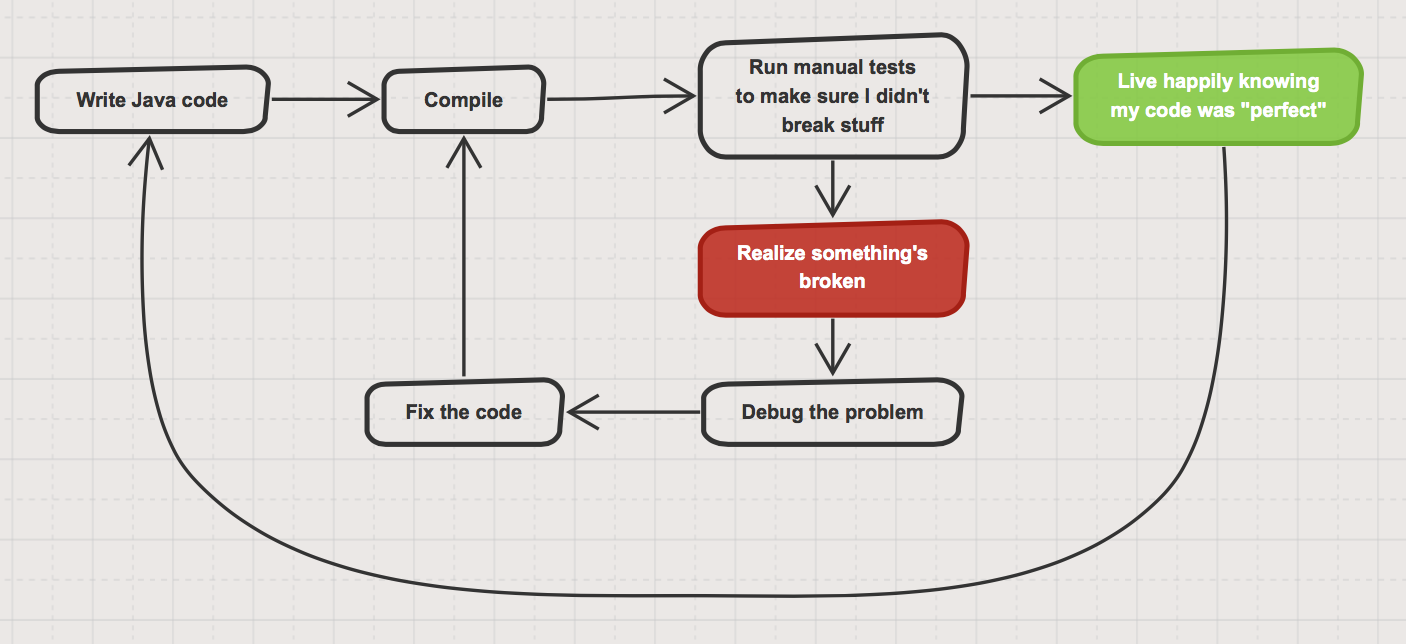 Write Java code
Compile
Run manual tests
to make sure I didn't
break stuff
Live happily knowing
my code was "perfect"
Realize something's
broken
Fix the code
Debug the problem